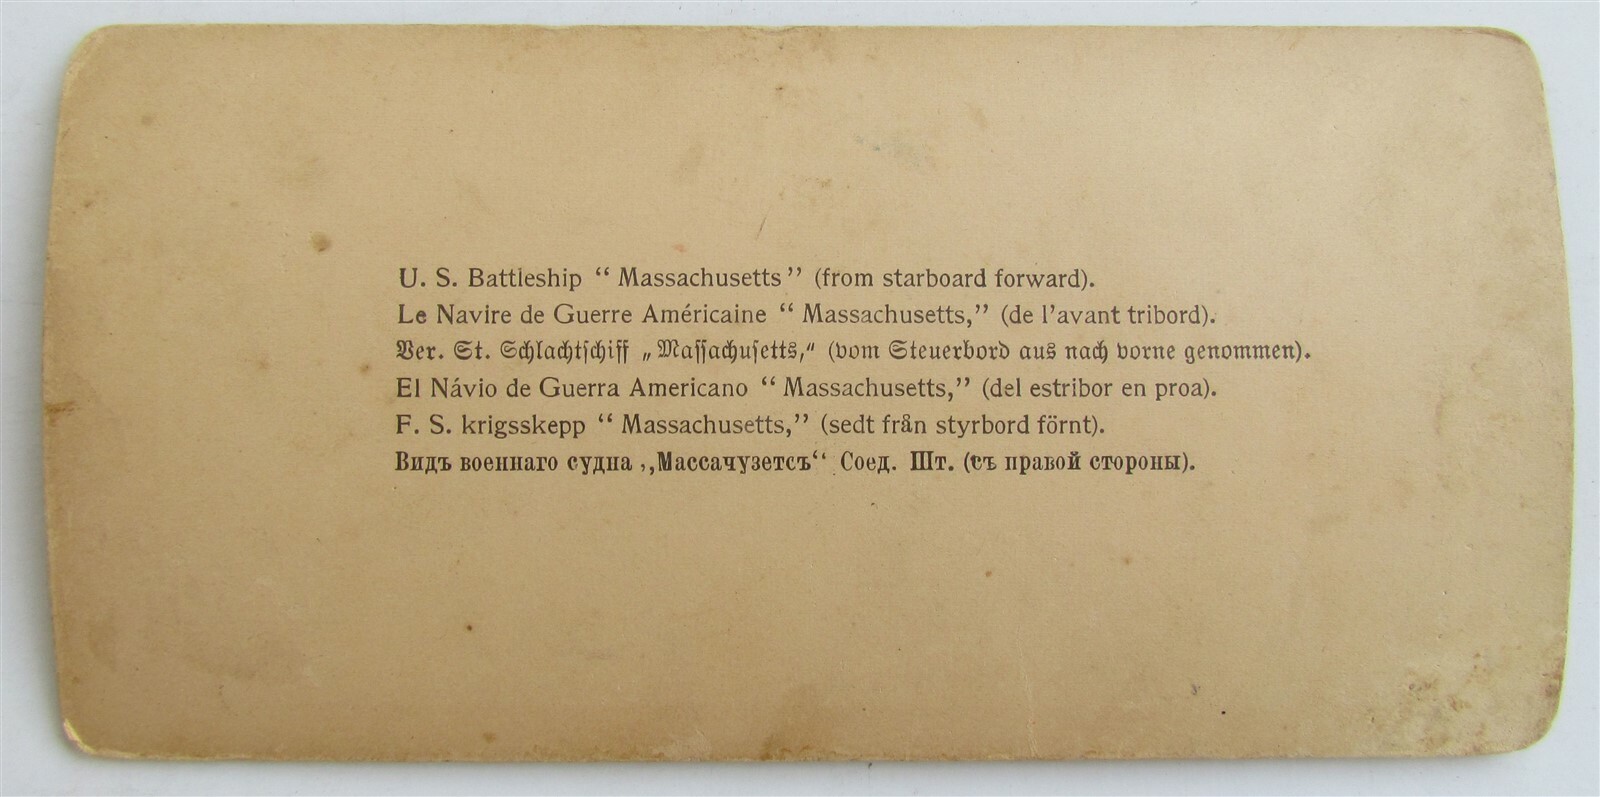 U. S. Battleship “ Massachusetts ” (from starboard forward).
Le Navire de Guerre Américaine “ Massachusetts,” (de l’avant tribord).
Ver. St. Schlachtschiff „Massachusetts,“ (vom Steuerbord aus nach vorne genommen).
El Návio de Guerra Americano “ Massachusetts,” (del estribor en proa).
F. S. krigsskepp “ Massachusetts,” (sedt från styrbord förnt).
Видъ военнаго судна „Массачузетсъ“ Соед. Шт. (съ правой стороны).